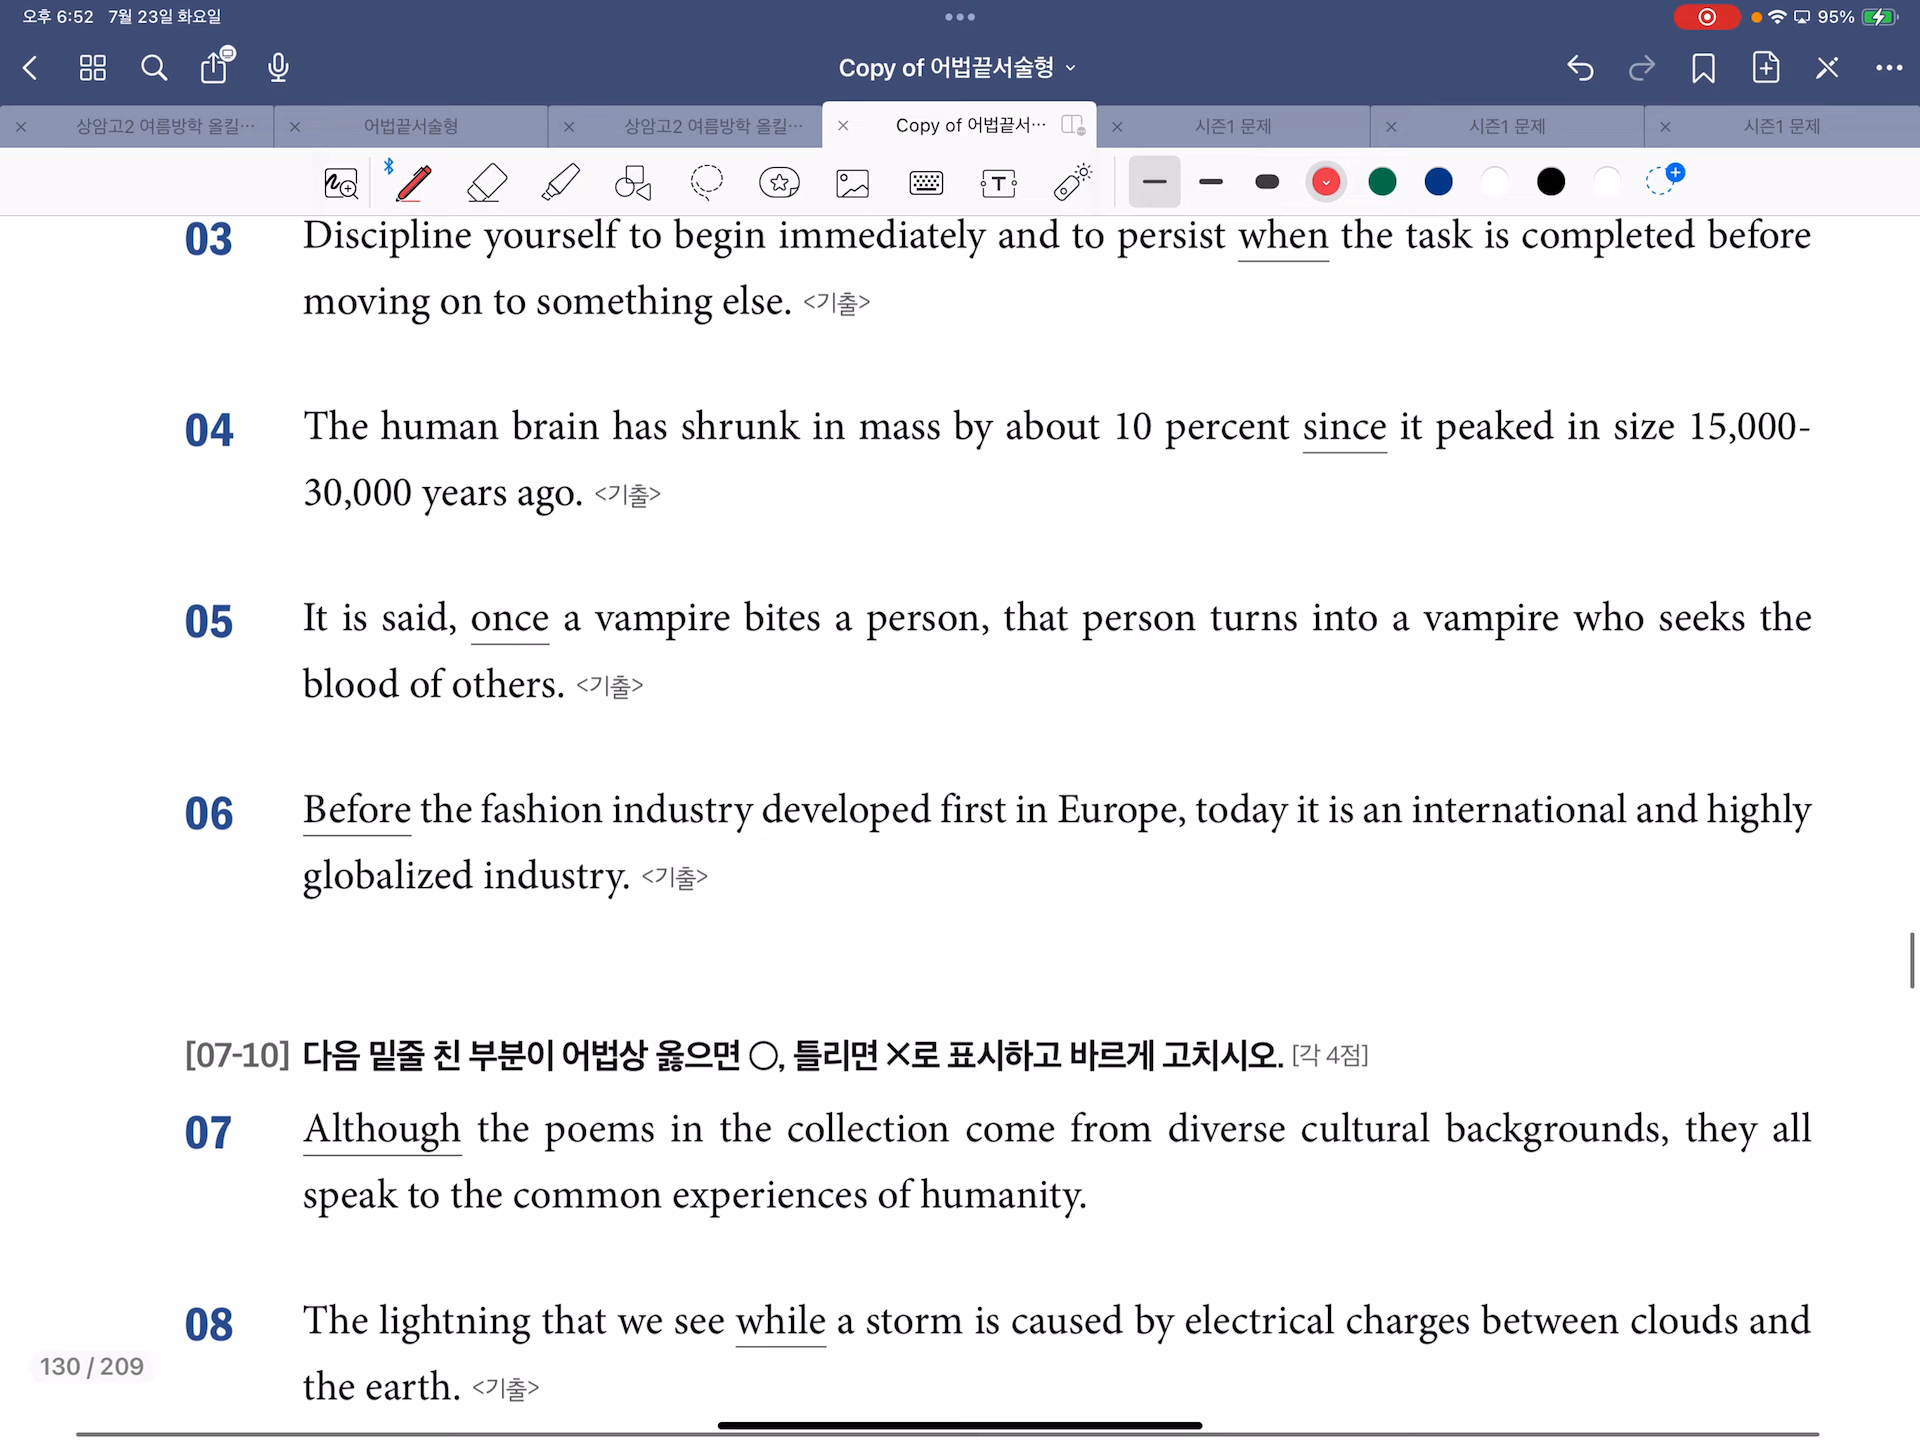 오후 6:52 7월 23일 화요일
95%
Copy of 어법끝서술형
상암고2 여름방학 올킬…
어법끝서술형
상암고2 여름방학 올킬…
Copy of 어법끝서…
시즌1 문제
시즌1 문제
시즌1 문제
03 Discipline yourself to begin immediately and to persist when the task is completed before
moving on to something else. <기출>
04 The human brain has shrunk in mass by about 10 percent since it peaked in size 15,000-
30,000 years ago. <기출>
05 It is said, once a vampire bites a person, that person turns into a vampire who seeks the
blood of others. <기출>
06 Before the fashion industry developed first in Europe, today it is an international and highly
globalized industry. <기출>
[07-10] 다음 밑줄 친 부분이 어법상 옳으면 ○, 틀리면 ✕로 표시하고 바르게 고치시오. [각 4점]
07 Although the poems in the collection come from diverse cultural backgrounds, they all
speak to the common experiences of humanity.
08 The lightning that we see while a storm is caused by electrical charges between clouds and
the earth. <기출>
130 / 209